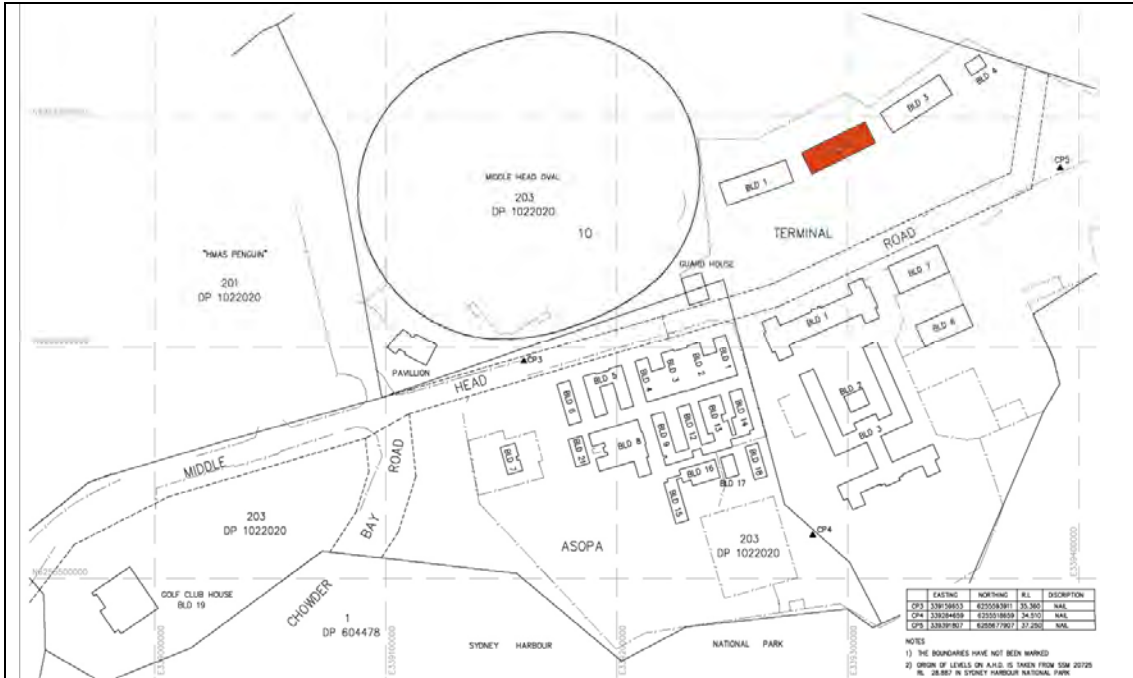 BLD 4
BLD 3
BLD 1
CP5
MIDDLE HEAD OVAL
203
DP 1022020
10
TERMINAL
ROAD
"HMAS PENGUIN"
201
DP 1022020
GUARD HOUSE
BLD 7
BLD 1
BLD 6
PAVILLION
CP3
HEAD
BLD 5
BLD 4
BLD 3
BLD 2
BLD 1
BLD 6
BLD 2
BLD 3
BLD 21
BLD 8
BLD 9
BLD 12
BLD 13
BLD 14
BLD 7
BLD 16
BLD 17
BLD 18
BLD 15
MIDDLE
ROAD
BAY
CHOWDER
203
DP 1022020
ASOPA
203
DP 1022020
CP4
GOLF CLUB HOUSE
BLD 19
1
DP 604478
SYDNEY HARBOUR
NATIONAL PARK
E339400000
E339300000
EASTING NORTHING R.L DISCRIPTION
CP3 35.360 NAIL
CP4 34.510 NAIL
CP5 37.250 NAIL
NOTES
1) THE BOUNDARIES HAVE NOT BEEN MARKED
2) ORIGIN OF LEVELS ON A.H.D. IS TAKEN FROM SSM 20725
RL 28.887 IN SYDNEY HARBOUR NATIONAL PARK